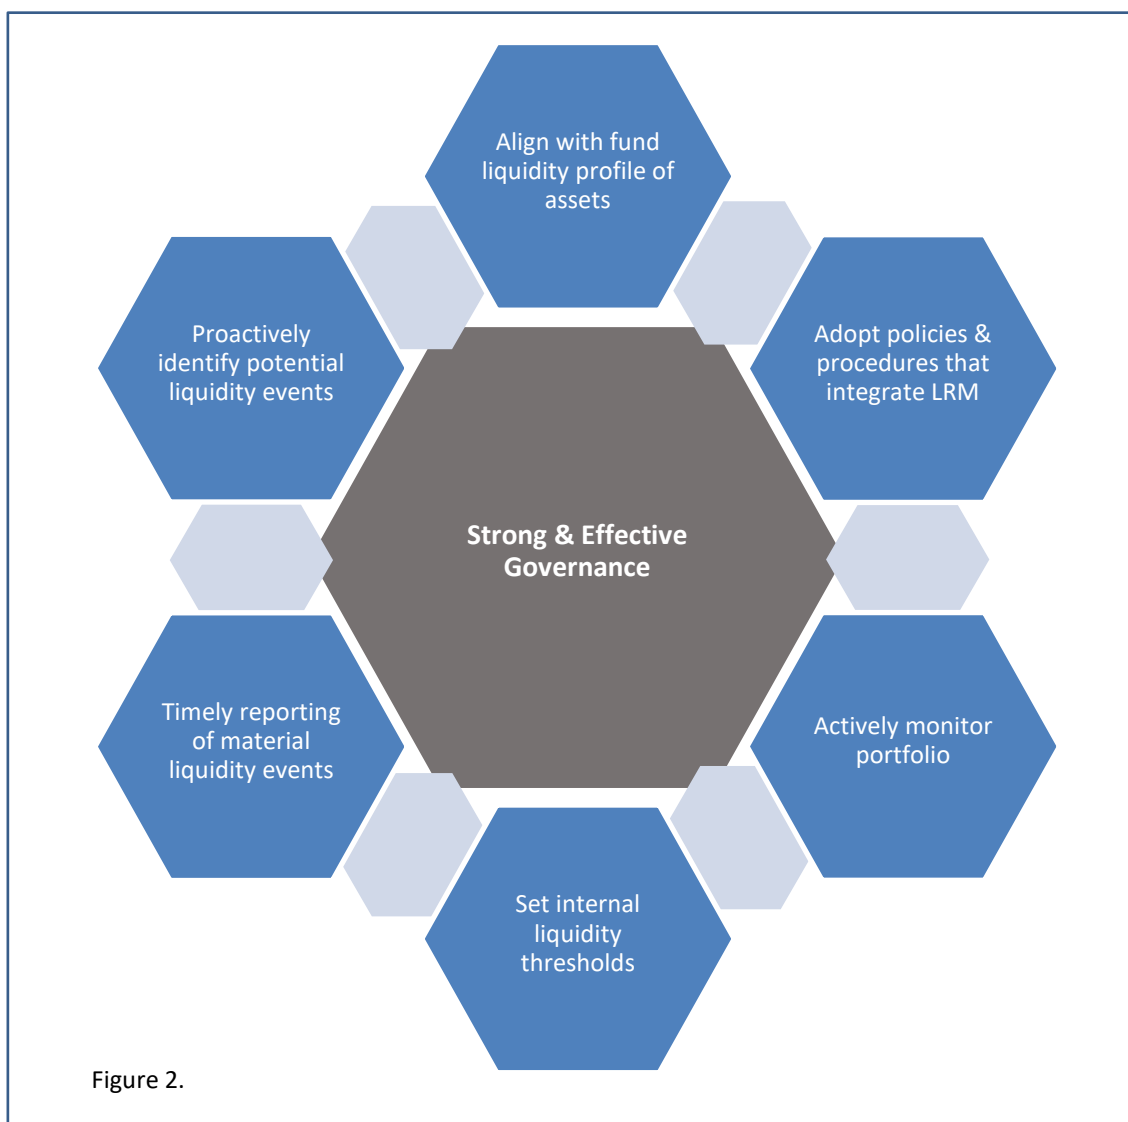 Align with fund
liquidity profile of
assets
Adopt policies &
procedures that
integrate LRM
Actively monitor
portfolio
Set internal
liquidity
thresholds
Timely reporting
of material
liquidity events
Proactively
identify potential
liquidity events
Strong & Effective
Governance
Figure 2.